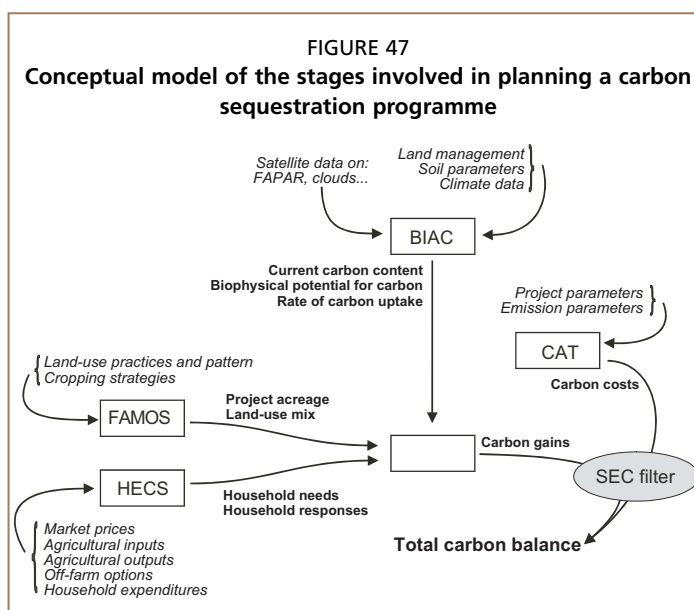 FIGURE 47
Conceptual model of the stages involved in planning a carbon
sequestration programme
Satellite data on:
FAPAR, clouds...
Land management
Soil parameters
Climate data
BIAC
Current carbon content
Biophysical potential for carbon
Rate of carbon uptake
Project parameters
Emission parameters
CAT
Carbon costs
Land-use practices and pattern
Cropping strategies
FAMOS
Project acreage
Land-use mix
Carbon gains
SEC filter
HECS
Household needs
Household responses
Market prices
Agricultural inputs
Agricultural outputs
Off-farm options
Household expenditures
Total carbon balance